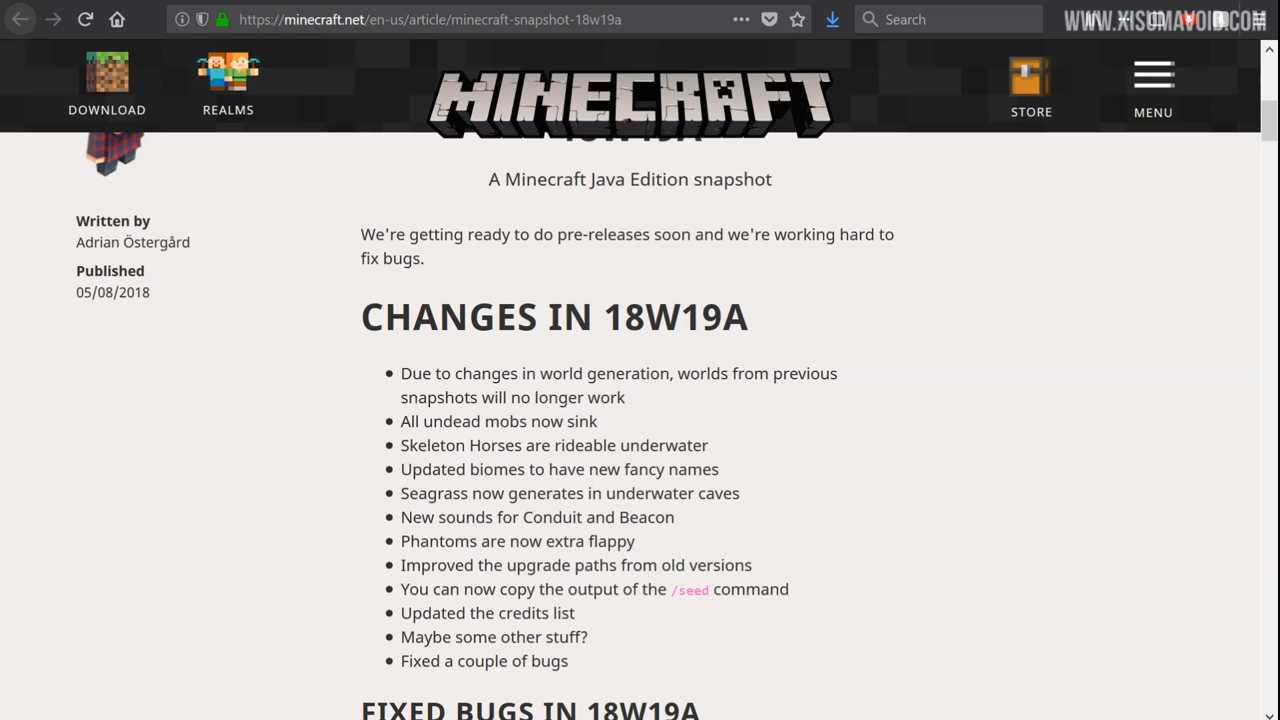 https://minecraft.net/en-us/article/minecraft-snapshot-18w19a
Search
WWW.XISUMAVOID.COM
DOWNLOAD
REALMS
MINECRAFT
STORE
MENU
18W19A
A Minecraft Java Edition snapshot
Written by
Adrian Östergård
Published
05/08/2018
We're getting ready to do pre-releases soon and we're working hard to
fix bugs.
CHANGES IN 18W19A
Due to changes in world generation, worlds from previous
snapshots will no longer work
All undead mobs now sink
Skeleton Horses are rideable underwater
Updated biomes to have new fancy names
Seagrass now generates in underwater caves
New sounds for Conduit and Beacon
Phantoms are now extra flappy
Improved the upgrade paths from old versions
You can now copy the output of the /seed command
Updated the credits list
Maybe some other stuff?
Fixed a couple of bugs
FIXED BUGS IN 18W19A